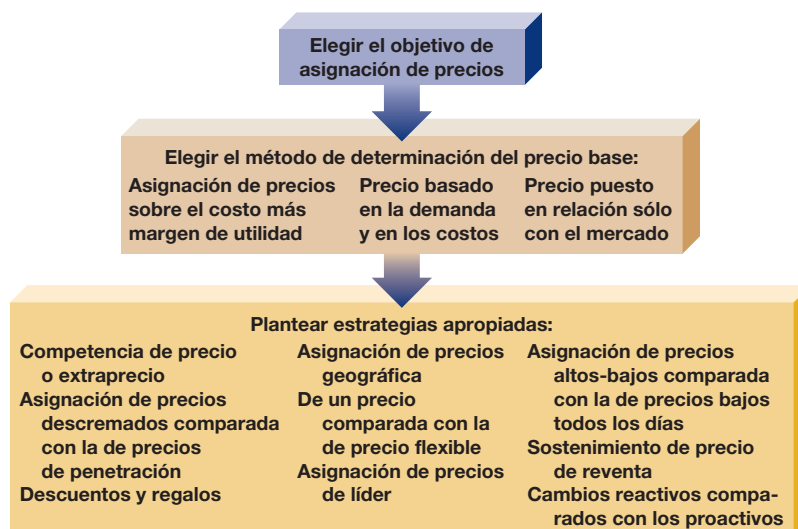 Elegir el objetivo de
asignación de precios
Elegir el método de determinación del precio base:
Asignación de precios
sobre el costo más
margen de utilidad
Precio basado
en la demanda
y en los costos
Precio puesto
en relación sólo
con el mercado
Plantear estrategias apropiadas:
Competencia de precio
o extraprecio
Asignación de precios
descremados comparada
con la de precios
de penetración
Descuentos y regalos
Asignación de precios
geográfica
De un precio
comparada con la
de precio flexible
Asignación de precios
de líder
Asignación de precios
altos-bajos comparada
con la de precios bajos
todos los días
Sostenimiento de precio
de reventa
Cambios reactivos compa-
rados con los proactivos